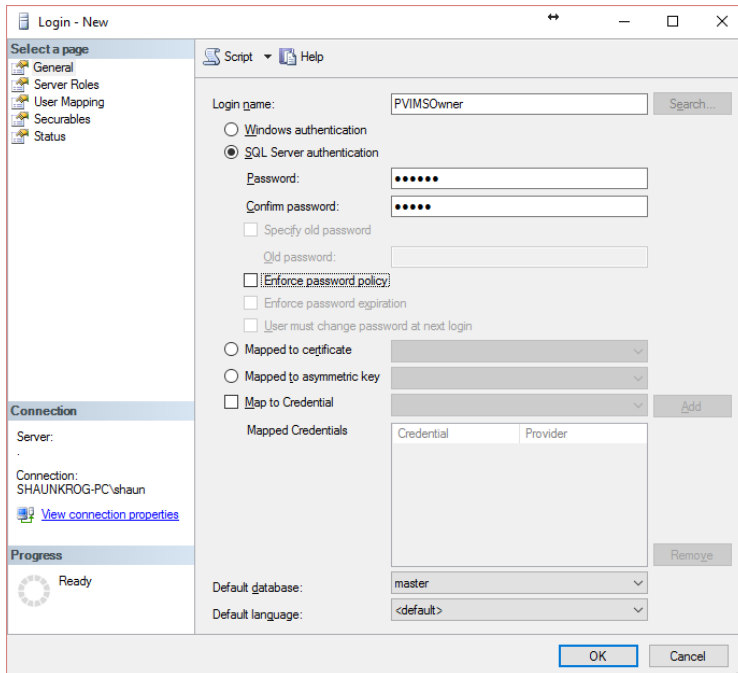 Login - New
Select a page
General
Server Roles
User Mapping
Securables
Status
Script Help
Login name: PVIMSOwner Search...
Windows authentication
SQL Server authentication
Password: ●●●●●●
Confirm password: ●●●●●
Specify old password
Old password:
Enforce password policy
Enforce password expiration
User must change password at next login
Mapped to certificate
Mapped to asymmetric key
Map to Credential Add
Mapped Credentials Credential Provider
Remove
Default database: master
Default language: <default>
Connection
Server:
.
Connection:
SHAUNKROG-PC\shaun
View connection properties
Progress
Ready
OK Cancel